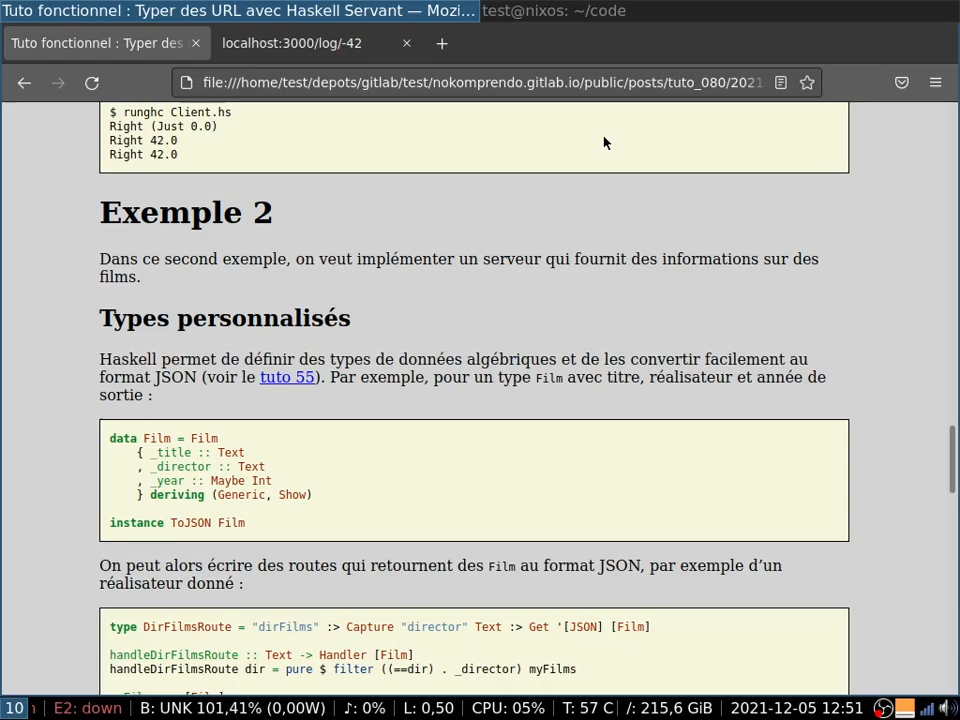 Tuto fonctionnel : Typer des URL avec Haskell Servant — Mozi... test@nixos: ~/code
Tuto fonctionnel : Typer des localhost:3000/log/-42
file:///home/test/depots/gitlab/test/nokomprendo.gitlab.io/public/posts/tuto_080/2021
$ runghc Client.hs
Right (Just 0.0)
Right 42.0
Right 42.0
Exemple 2
Dans ce second exemple, on veut implémenter un serveur qui fournit des informations sur des
films.
Types personnalisés
Haskell permet de définir des types de données algébriques et de les convertir facilement au
format JSON (voir le tuto 55). Par exemple, pour un type Film avec titre, réalisateur et année de
sortie :
data Film = Film
{ _title :: Text
, _director :: Text
, _year :: Maybe Int
} deriving (Generic, Show)
instance ToJSON Film
On peut alors écrire des routes qui retournent des Film au format JSON, par exemple d’un
réalisateur donné :
type DirFilmsRoute = "dirFilms" :> Capture "director" Text :> Get '[JSON] [Film]
handleDirFilmsRoute :: Text -> Handler [Film]
handleDirFilmsRoute dir = pure $ filter ((==dir) . _director) myFilms
10 E2: down | B: UNK 101,41% (0,00W) | ♪: 0% | L: 0,50 | CPU: 05% | T: 57 C | /: 215,6 GiB | 2021-12-05 12:51